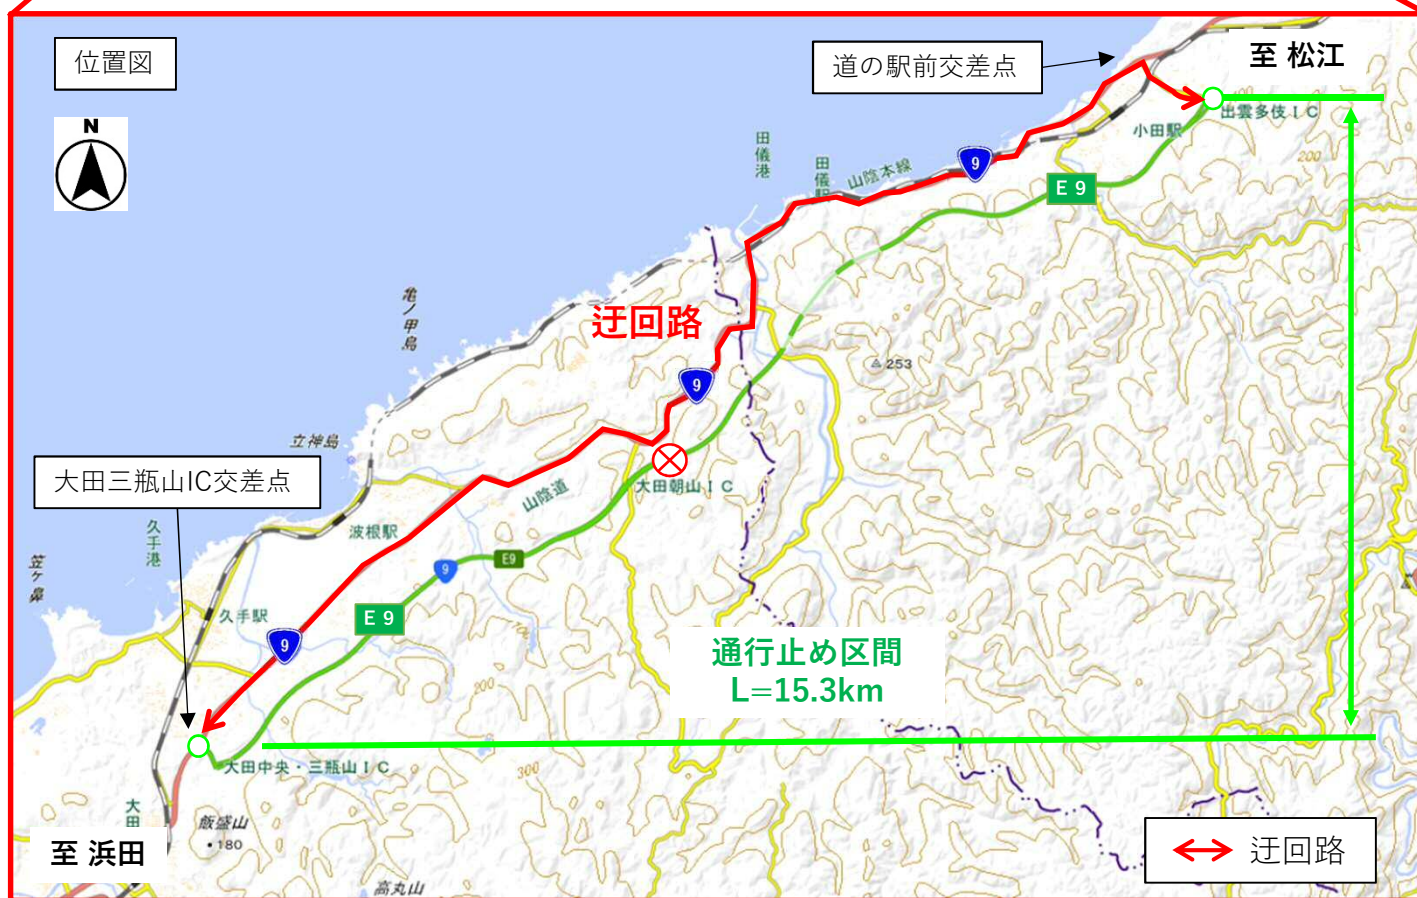 位置図
道の駅前交差点
至 松江
N
出雲多伎ＩＣ
小田駅
200
田儀港
田儀駅
山陰本線
9
E 9
亀ノ甲島
迂回路
9
253
立神島
大田三瓶山IC交差点
大田朝山ＩＣ
山陰道
久手港
波根駅
笠ヶ鼻
9
E9
久手駅
E 9
9
通行止め区間
L=15.3km
200
大田中央・三瓶山ＩＣ
300
大田
飯盛山
180
至 浜田
迂回路
高丸山